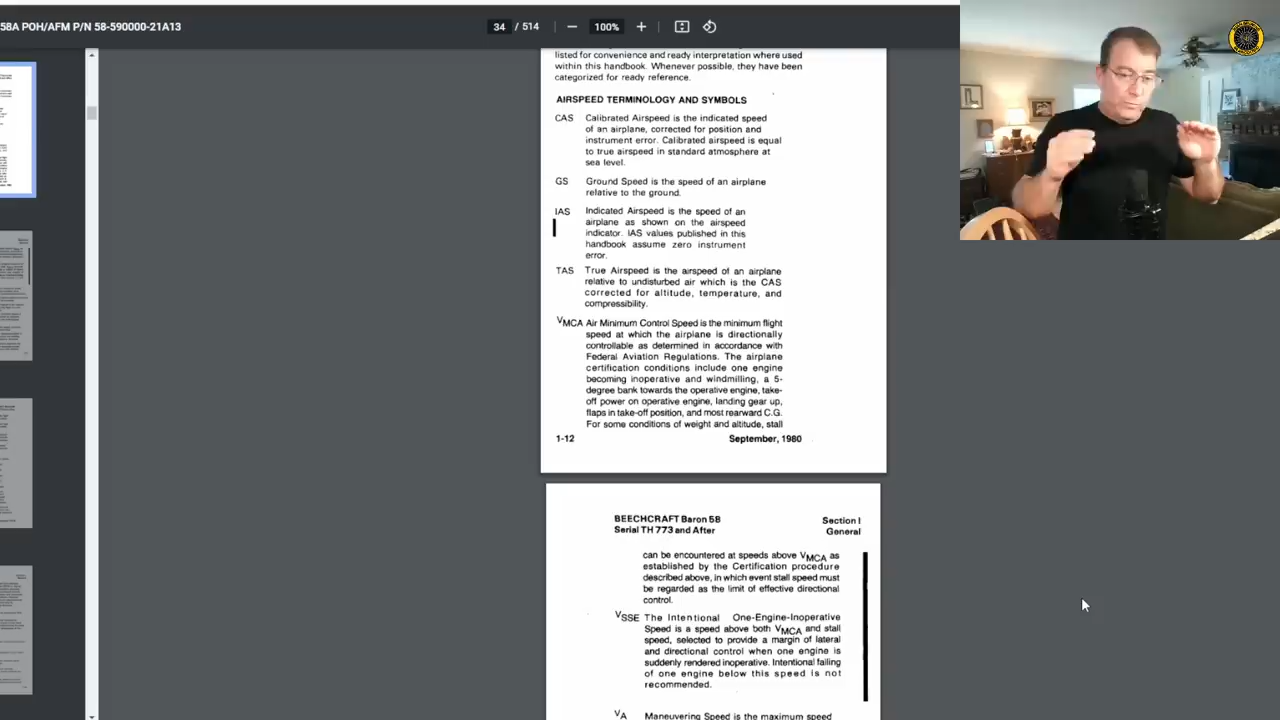 58A POH/AFM P/N 58-590000-21A13
34 / 514
100%
listed for convenience and ready interpretation where used
within this handbook. Whenever possible, they have been
categorized for ready reference.
AIRSPEED TERMINOLOGY AND SYMBOLS
CAS Calibrated Airspeed is the indicated speed
of an airplane, corrected for position and
instrument error. Calibrated airspeed is equal
to true airspeed in standard atmosphere at
sea level.
GS Ground Speed is the speed of an airplane
relative to the ground.
IAS Indicated Airspeed is the speed of an
airplane as shown on the airspeed
indicator. IAS values published in this
handbook assume zero instrument
error.
TAS True Airspeed is the airspeed of an airplane
relative to undisturbed air which is the CAS
corrected for altitude, temperature, and
compressibility.
VMCA Air Minimum Control Speed is the minimum flight
speed at which the airplane is directionally
controllable as determined in accordance with
Federal Aviation Regulations. The airplane
certification conditions include one engine
becoming inoperative and windmilling, a 5-
degree bank towards the operative engine, take-
off power on operative engine, landing gear up,
flaps in take-off position, and most rearward C.G.
For some conditions of weight and altitude, stall
1-12 September, 1980
BEECHCRAFT Baron 58 Section I
Serial TH 773 and After General
can be encountered at speeds above VMCA as
established by the Certification procedure
described above, in which event stall speed must
be regarded as the limit of effective directional
control.
VSSE The Intentional One-Engine-Inoperative
Speed is a speed above both VMCA and stall
speed, selected to provide a margin of lateral
and directional control when one engine is
suddenly rendered inoperative. Intentional failing
of one engine below this speed is not
recommended.
VA Maneuvering Speed is the maximum speed